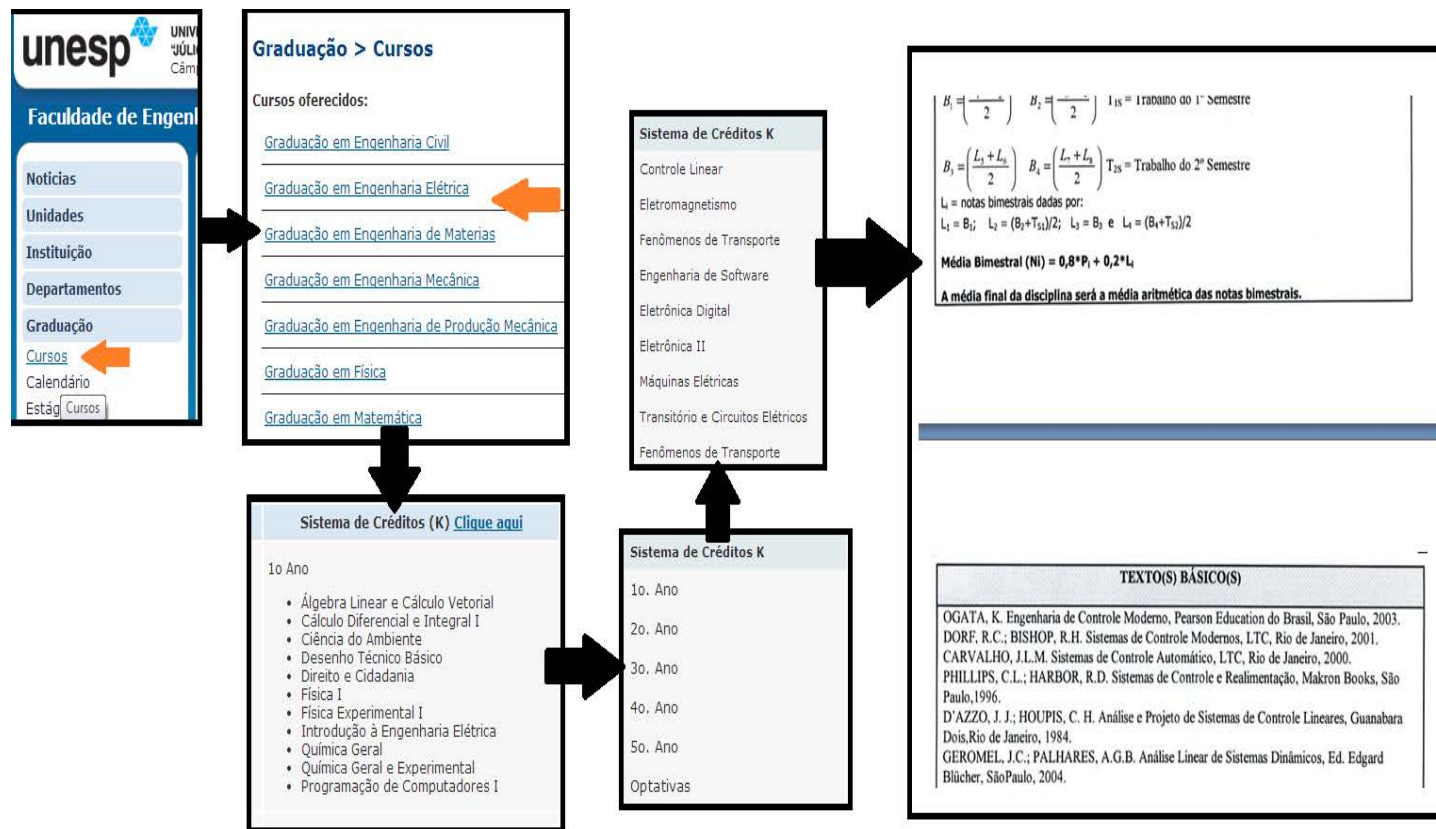 unesp
UNIV
"JÚLI
Câmp
Faculdade de Engenh
Noticias
Unidades
Instituição
Departamentos
Graduação
Cursos
Calendário
Estág Cursos
Graduação > Cursos
Cursos oferecidos:
Graduação em Engenharia Civil
Graduação em Engenharia Elétrica
Graduação em Engenharia de Materias
Graduação em Engenharia Mecânica
Graduação em Engenharia de Produção Mecânica
Graduação em Física
Graduação em Matemática
Sistema de Créditos (K) Clique aqui
1o Ano
• Álgebra Linear e Cálculo Vetorial
• Cálculo Diferencial e Integral I
• Ciência do Ambiente
• Desenho Técnico Básico
• Direito e Cidadania
• Física I
• Física Experimental I
• Introdução à Engenharia Elétrica
• Química Geral
• Química Geral e Experimental
• Programação de Computadores I
Sistema de Créditos K
1o. Ano
2o. Ano
3o. Ano
4o. Ano
5o. Ano
Optativas
Sistema de Créditos K
Controle Linear
Eletromagnetismo
Fenômenos de Transporte
Engenharia de Software
Eletrônica Digital
Eletrônica II
Máquinas Elétricas
Transitório e Circuitos Elétricos
Fenômenos de Transporte
B₁ = ( 2 ) B₂ = ( 2 ) T₁S = Trabalho do 1º Semestre
B₃ = ((L₅ + L₆)/2) B₄ = ((L₇ + L₈)/2) T₂S = Trabalho do 2º Semestre
Lᵢ = notas bimestrais dadas por:
L₁ = B₁; L₂ = (B₂+TS₁)/2; L₃ = B₃ e L₄ = (B₄+TS₂)/2
Média Bimestral (Ni) = 0,8*Pᵢ + 0,2*Lᵢ
A média final da disciplina será a média aritmética das notas bimestrais.
TEXTO(S) BÁSICO(S)
OGATA, K. Engenharia de Controle Moderno, Pearson Education do Brasil, São Paulo, 2003.
DORF, R.C.; BISHOP, R.H. Sistemas de Controle Modernos, LTC, Rio de Janeiro, 2001.
CARVALHO, J.L.M. Sistemas de Controle Automático, LTC, Rio de Janeiro, 2000.
PHILLIPS, C.L.; HARBOR, R.D. Sistemas de Controle e Realimentação, Makron Books, São
Paulo,1996.
D'AZZO, J. J.; HOUPIS, C. H. Análise e Projeto de Sistemas de Controle Lineares, Guanabara
Dois,Rio de Janeiro, 1984.
GEROMEL, J.C.; PALHARES, A.G.B. Análise Linear de Sistemas Dinâmicos, Ed. Edgard
Blücher, SãoPaulo, 2004.